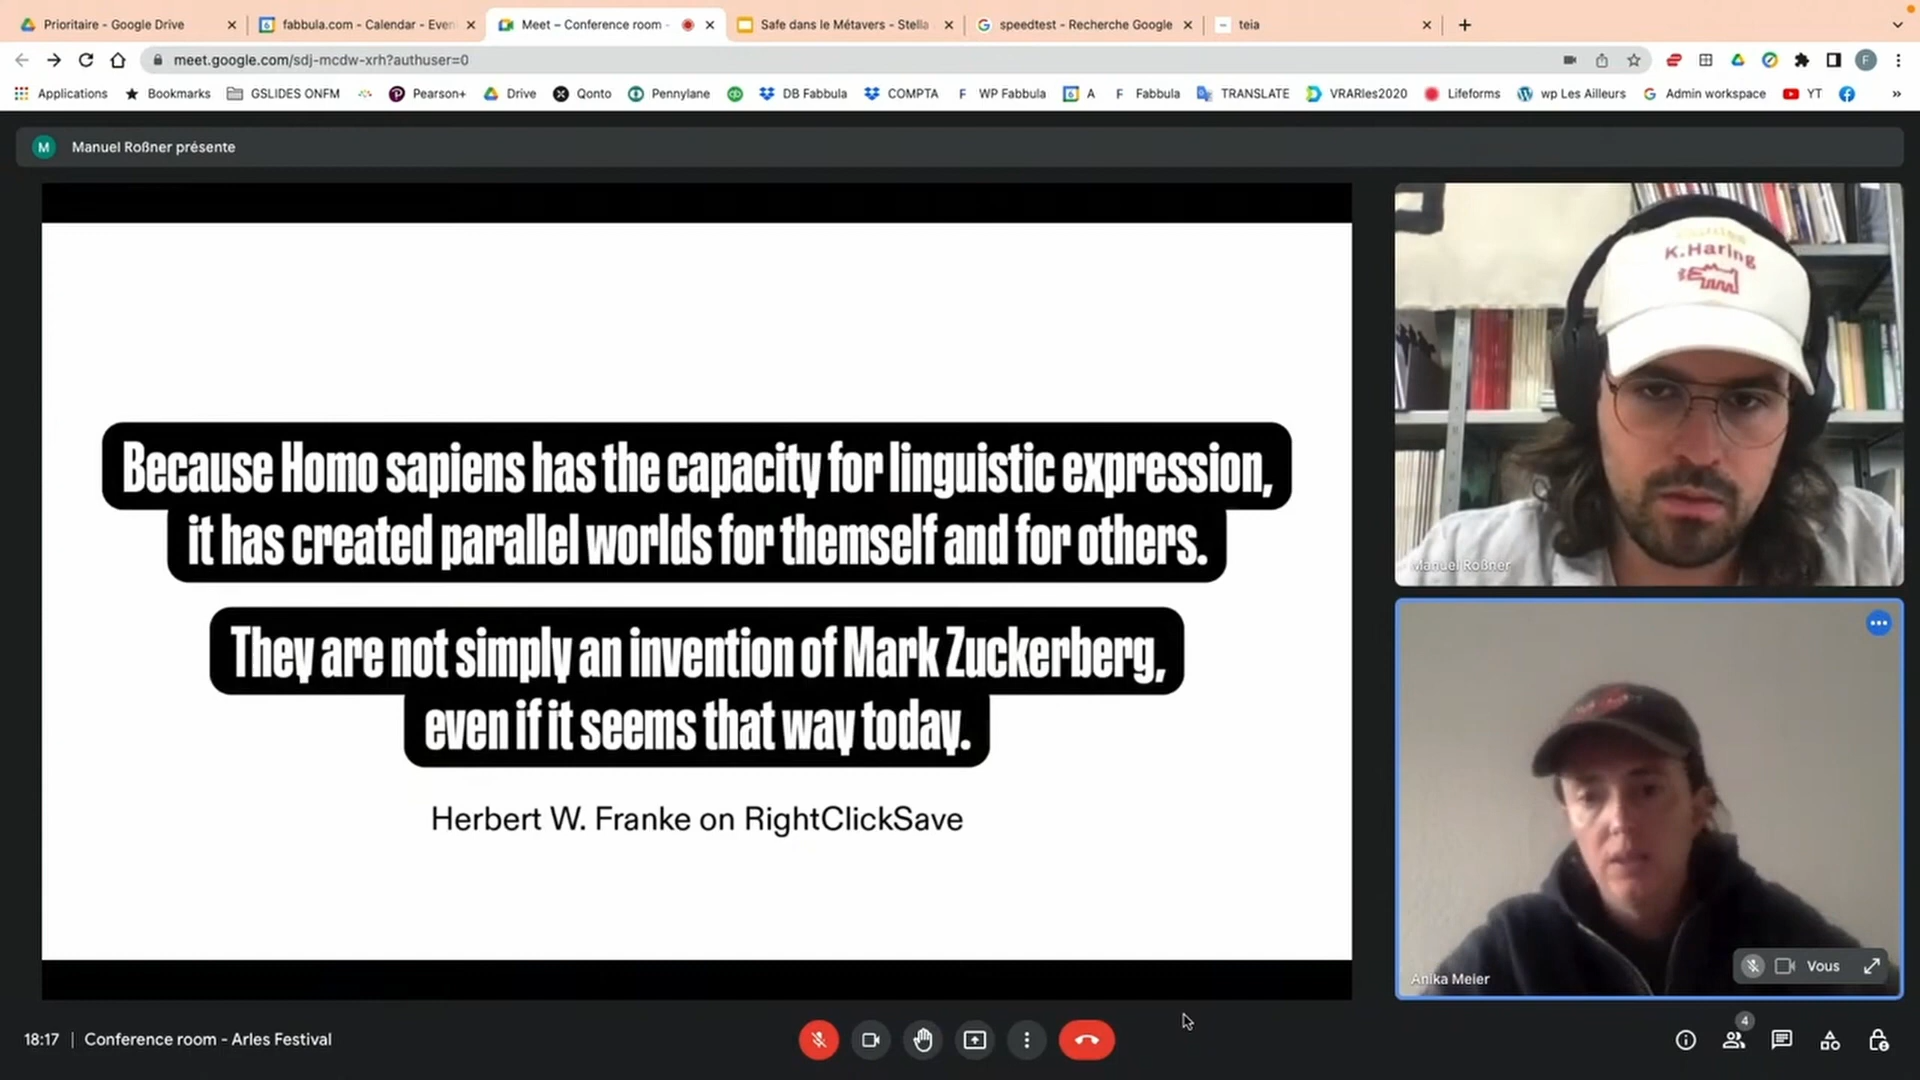 Prioritaire - Google Drive
fabbula.com - Calendar - Even
Meet – Conference room -
Safe dans le Métavers - Stella
speedtest - Recherche Google
teia
meet.google.com/sdj-mcdw-xrh?authuser=0
F
Applications
Bookmarks
GSLIDES ONFM
Pearson+
Drive
Qonto
Pennylane
DB Fabbula
COMPTA
F WP Fabbula
A
F Fabbula
TRANSLATE
VRARles2020
Lifeforms
wp Les Ailleurs
Admin workspace
YT
M Manuel Roßner présente
Because Homo sapiens has the capacity for linguistic expression,
it has created parallel worlds for themself and for others.
They are not simply an invention of Mark Zuckerberg,
even if it seems that way today.
Herbert W. Franke on RightClickSave
K.Haring
Manuel Roßner
Anika Meier
Vous
18:17 | Conference room - Arles Festival
4